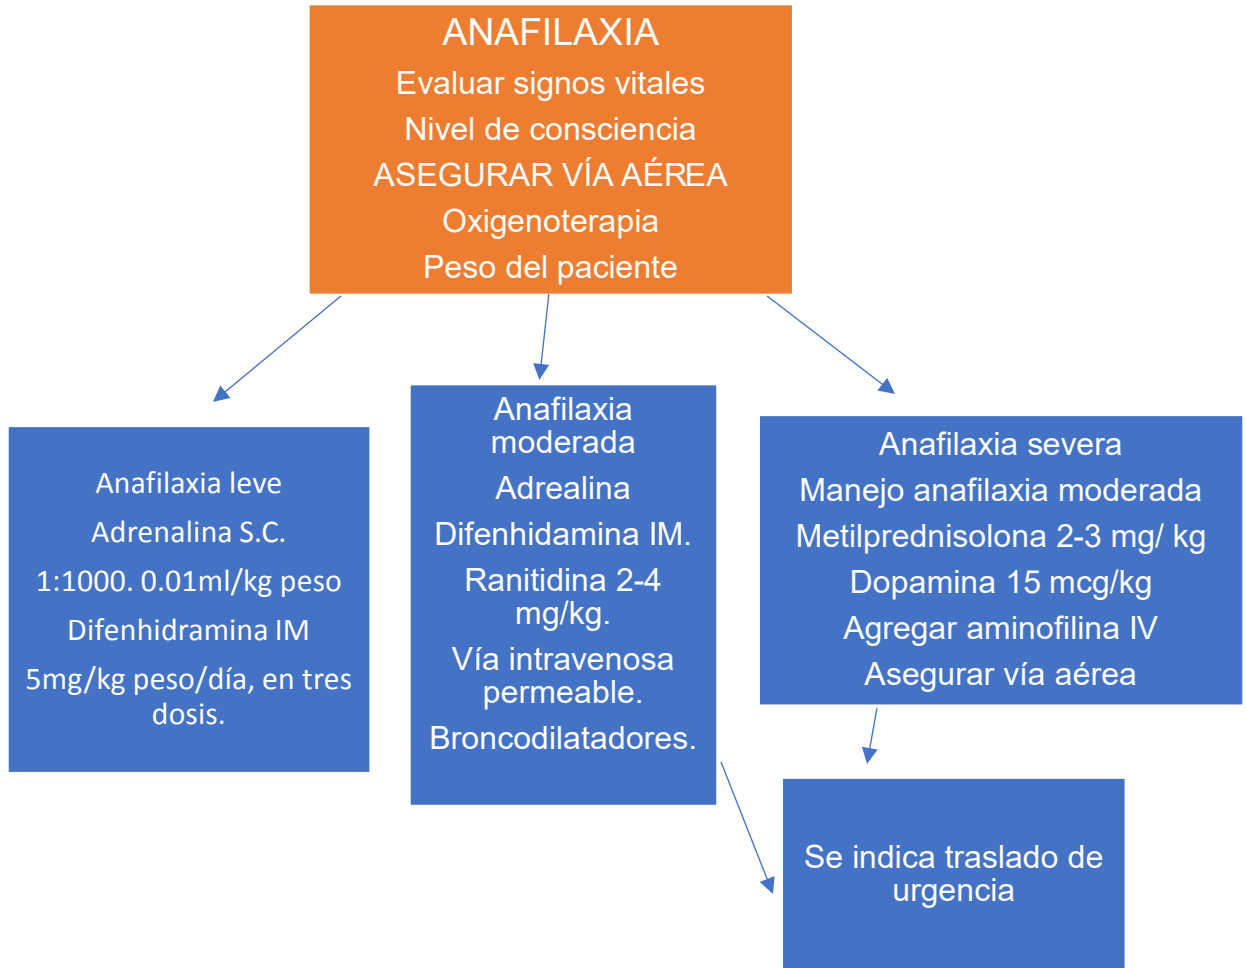 ANAFILAXIA
Evaluar signos vitales
Nivel de consciencia
ASEGURAR VÍA AÉREA
Oxigenoterapia
Peso del paciente
Anafilaxia leve
Adrenalina S.C.
1:1000. 0.01ml/kg peso
Difenhidramina IM
5mg/kg peso/día, en tres
dosis.
Anafilaxia
moderada
Adrealina
Difenhidamina IM.
Ranitidina 2-4
mg/kg.
Vía intravenosa
permeable.
Broncodilatadores.
Anafilaxia severa
Manejo anafilaxia moderada
Metilprednisolona 2-3 mg/ kg
Dopamina 15 mcg/kg
Agregar aminofilina IV
Asegurar vía aérea
Se indica traslado de
urgencia